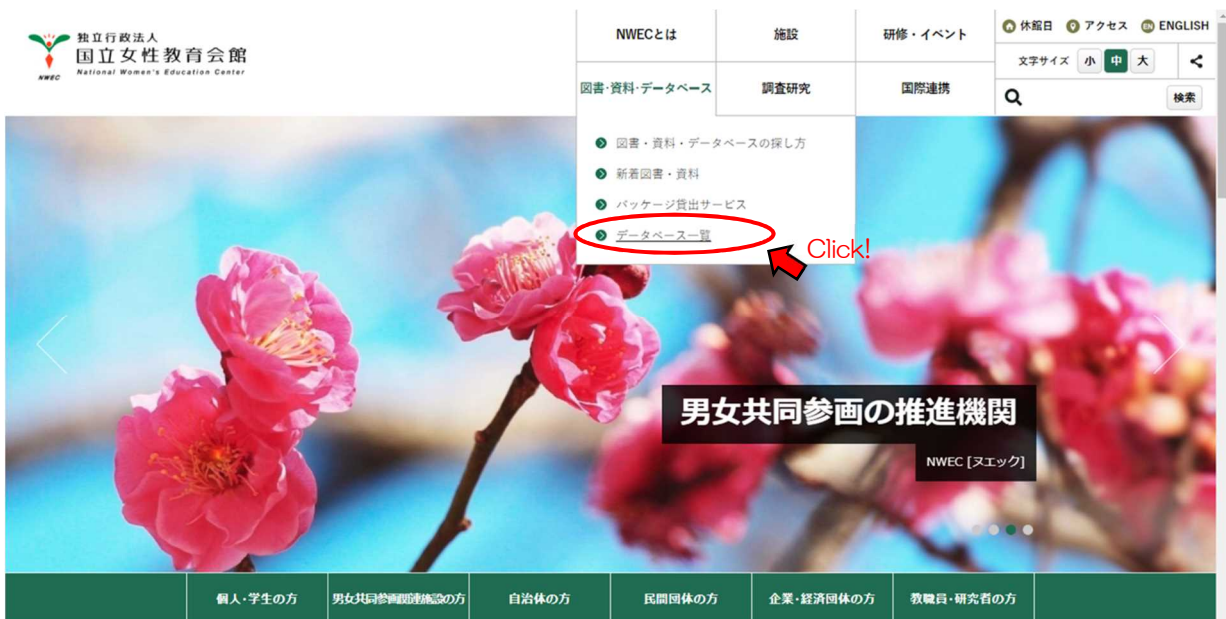 独立行政法人
国立女性教育会館
National Women's Education Center
NWEC
NWECとは
施設
研修・イベント
休館日
アクセス
EN ENGLISH
文字サイズ 小 中 大
図書・資料・データベース
調査研究
国際連携
検索
図書・資料・データベースの探し方
新着図書・資料
パッケージ貸出サービス
データベース一覧
Click!
男女共同参画の推進機関
NWEC [ヌエック]
個人・学生の方
男女共同参画関連施設の方
自治体の方
民間団体の方
企業・経済団体の方
教職員・研究者の方